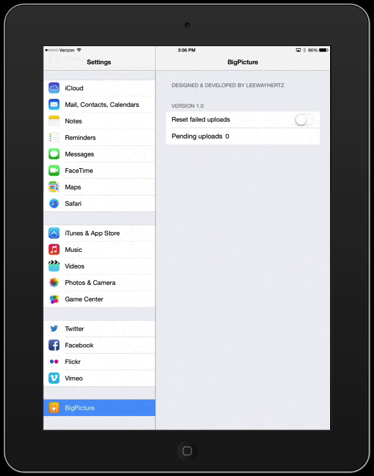 Verizon
3:06 PM
86%
Settings
BigPicture
iCloud
Mail, Contacts, Calendars
Notes
Reminders
Messages
FaceTime
Maps
Safari
iTunes & App Store
Music
Videos
Photos & Camera
Game Center
Twitter
Facebook
Flickr
Vimeo
BigPicture
DESIGNED & DEVELOPED BY LEEWAYHERTZ
VERSION 1.0
Reset failed uploads
Pending uploads 0